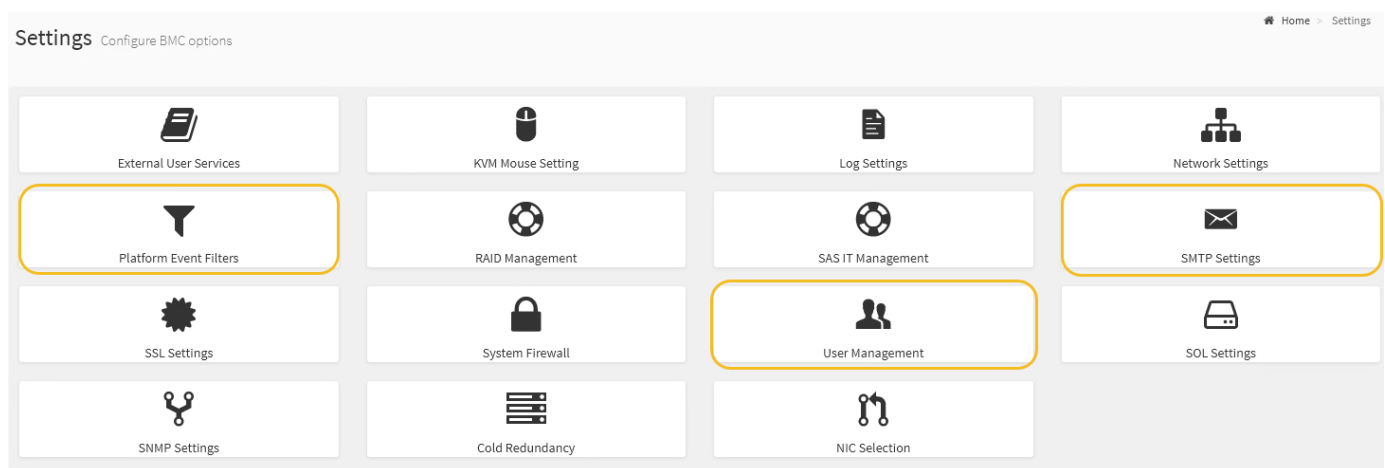 Home > Settings
Settings Configure BMC options
External User Services
KVM Mouse Setting
Log Settings
Network Settings
Platform Event Filters
RAID Management
SAS IT Management
SMTP Settings
SSL Settings
System Firewall
User Management
SOL Settings
SNMP Settings
Cold Redundancy
NIC Selection